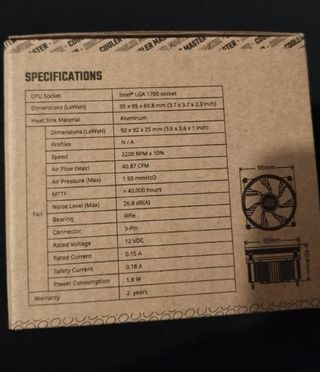 COOLER MASTER
COOLER MASTER
SPECIFICATIONS
CPU Socket Intel® LGA 1700 socket
Dimensions (LxWxH) 95 x 95 x 60.8 mm (3.7 x 3.7 x 2.3 inch)
Heat Sink Material Aluminum
Fan
Dimensions (LxWxH) 92 x 92 x 25 mm (3.6 x 3.6 x 1 inch)
Profiles N / A
Speed 2200 RPM ± 10%
Air Flow (Max) 40.87 CFM
Air Pressure (Max) 1.93 mmH2O
MTTF > 40,000 hours
Noise Level (Max) 26.8 dB(A)
Bearing Rifle
Connector 3-Pin
Rated Voltage 12 VDC
Rated Current 0.15 A
Safety Current 0.18 A
Power Consumption 1.8 W
Warranty 2 years
95mm
95mm